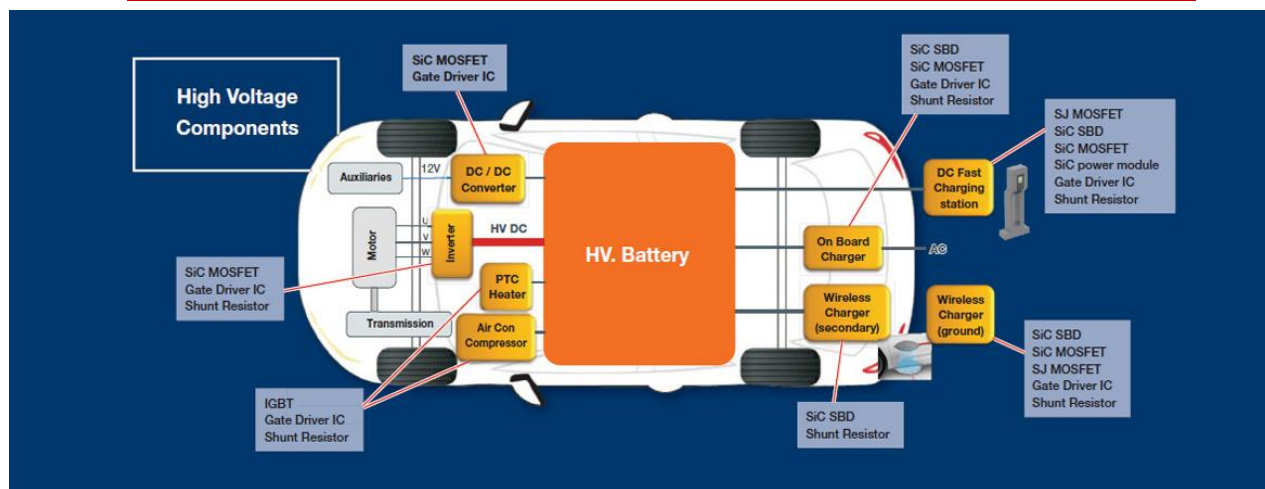 High Voltage
Components
SiC MOSFET
Gate Driver IC
SiC SBD
SiC MOSFET
Gate Driver IC
Shunt Resistor
SJ MOSFET
SiC SBD
SiC MOSFET
SiC power module
Gate Driver IC
Shunt Resistor
Auxiliaries
12V
DC / DC
Converter
DC Fast
Charging
station
Motor
U
V
W
Inverter
HV DC
HV. Battery
On Board
Charger
AC
SiC MOSFET
Gate Driver IC
Shunt Resistor
PTC
Heater
Transmission
Air Con
Compressor
Wireless
Charger
(secondary)
Wireless
Charger
(ground)
SiC SBD
SiC MOSFET
SJ MOSFET
Gate Driver IC
Shunt Resistor
IGBT
Gate Driver IC
Shunt Resistor
SiC SBD
Shunt Resistor